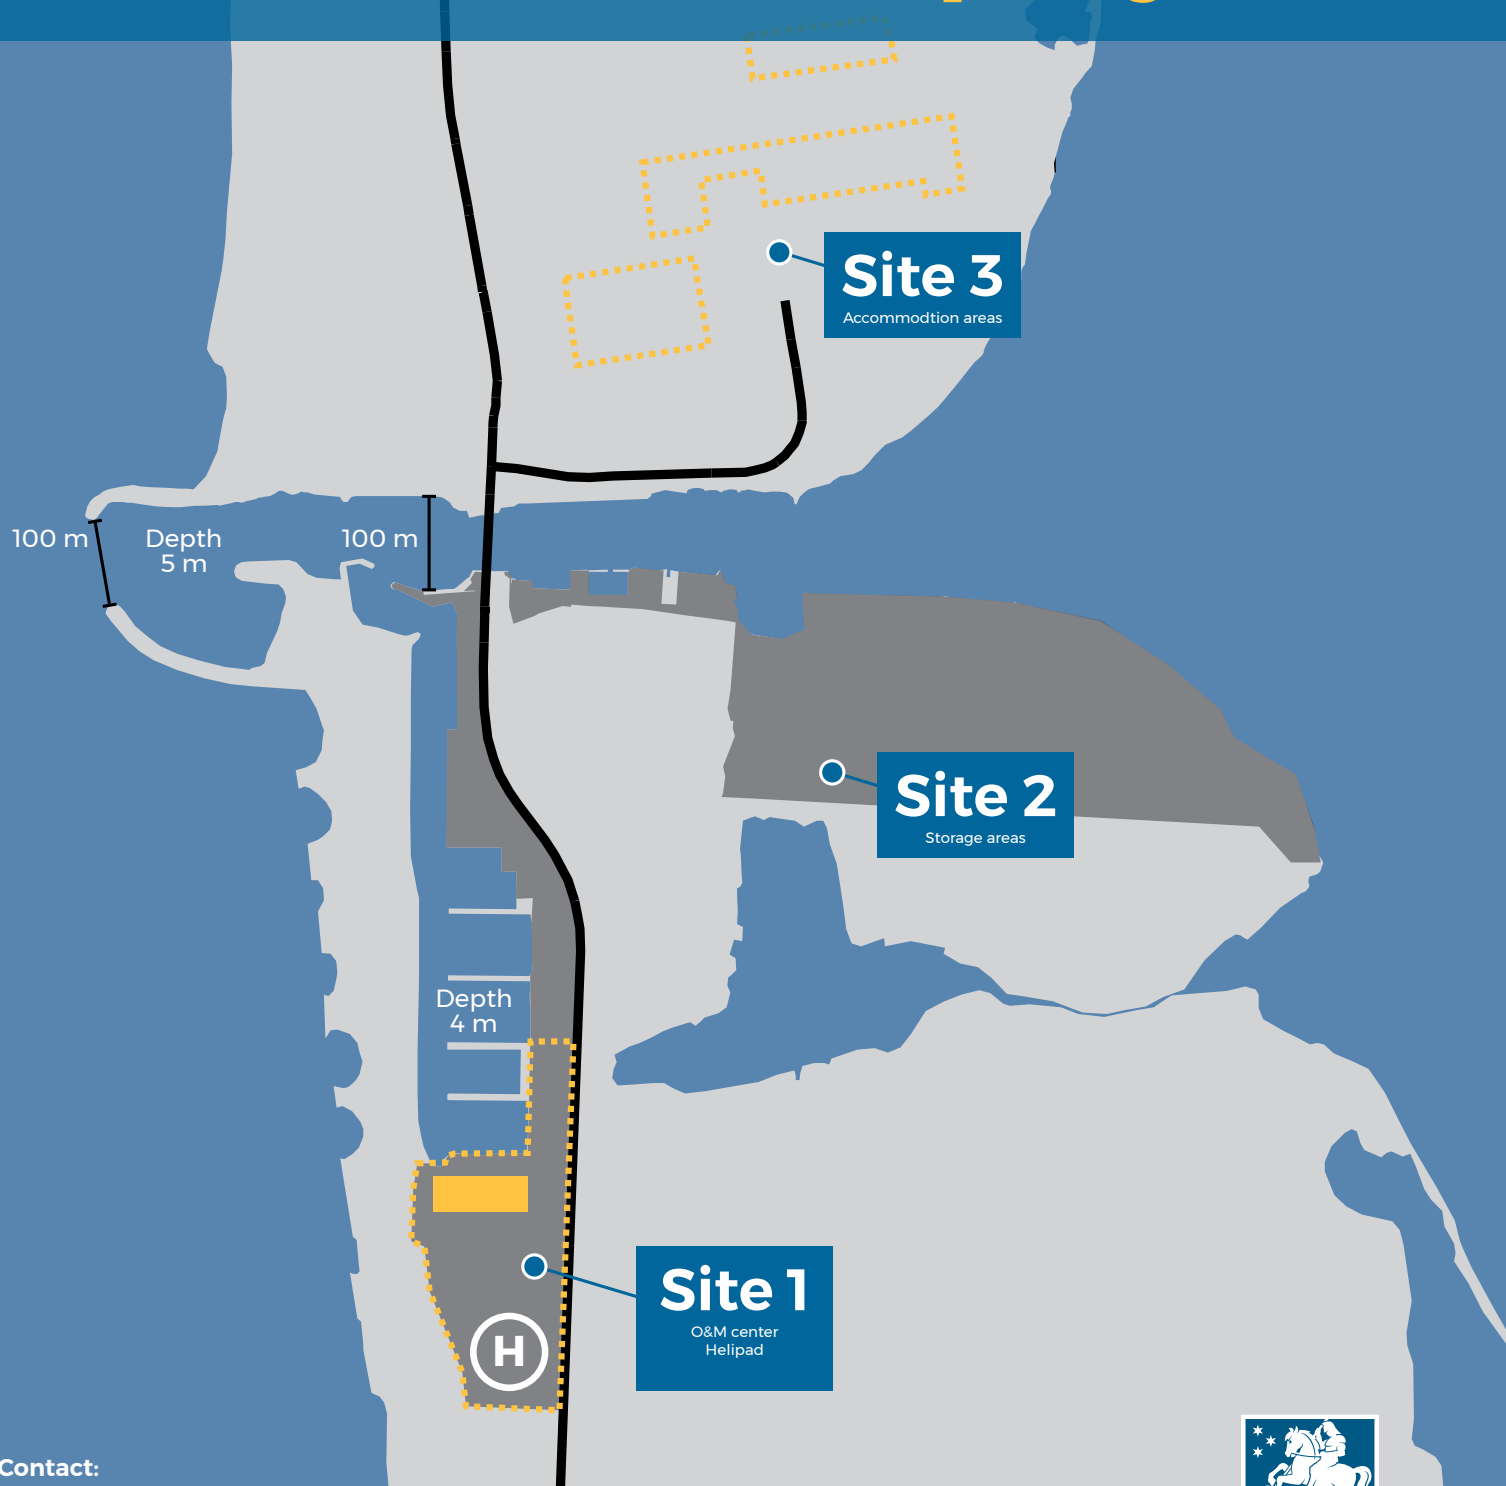 Site 3
Accommodtion areas
100 m
Depth
5 m
100 m
Site 2
Storage areas
Depth
4 m
Site 1
O&M center
Helipad
H
Contact: